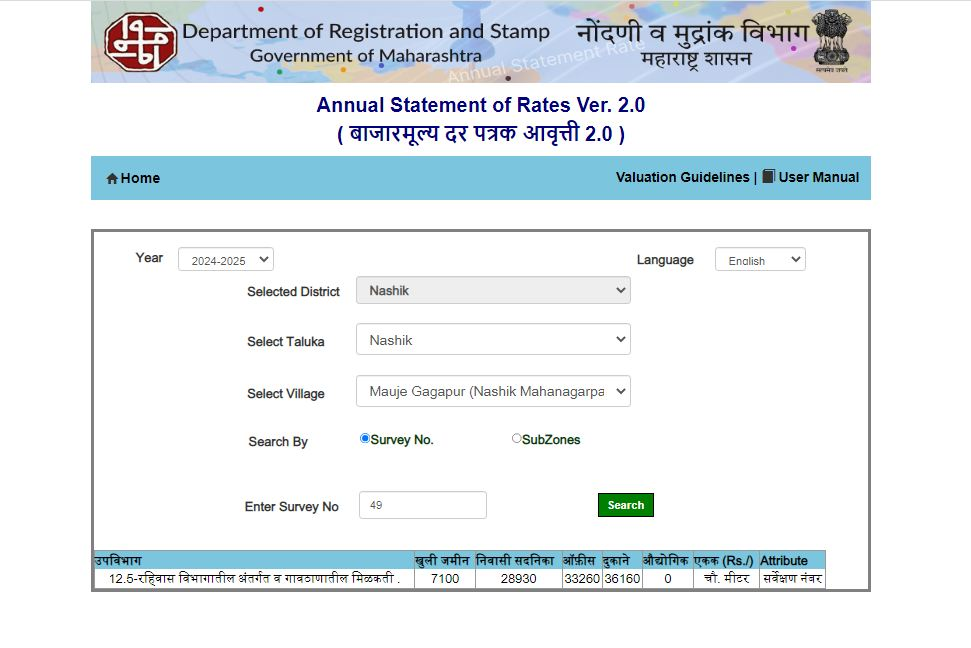 Department of Registration and Stamp
Government of Maharashtra
नोंदणी व मुद्रांक विभाग
महाराष्ट्र शासन
Annual Statement Rate
Annual Statement of Rates Ver. 2.0
( बाजारमूल्य दर पत्रक आवृत्ती 2.0 )
Home
Valuation Guidelines | User Manual
Year 2024-2025 Language English
Selected District Nashik
Select Taluka Nashik
Select Village Mauje Gagapur (Nashik Mahanagarpa
Search By Survey No. SubZones
Enter Survey No 49 Search
उपविभाग खुली जमीन निवासी सदनिका ऑफ़ीस दुकाने औद्योगिक एकक (Rs./) Attribute
12.5-रहिवास विभागातील अंतर्गत व गावठाणातील मिळकती . 7100 28930 33260 36160 0 चौ. मीटर सर्वेक्षण नंबर